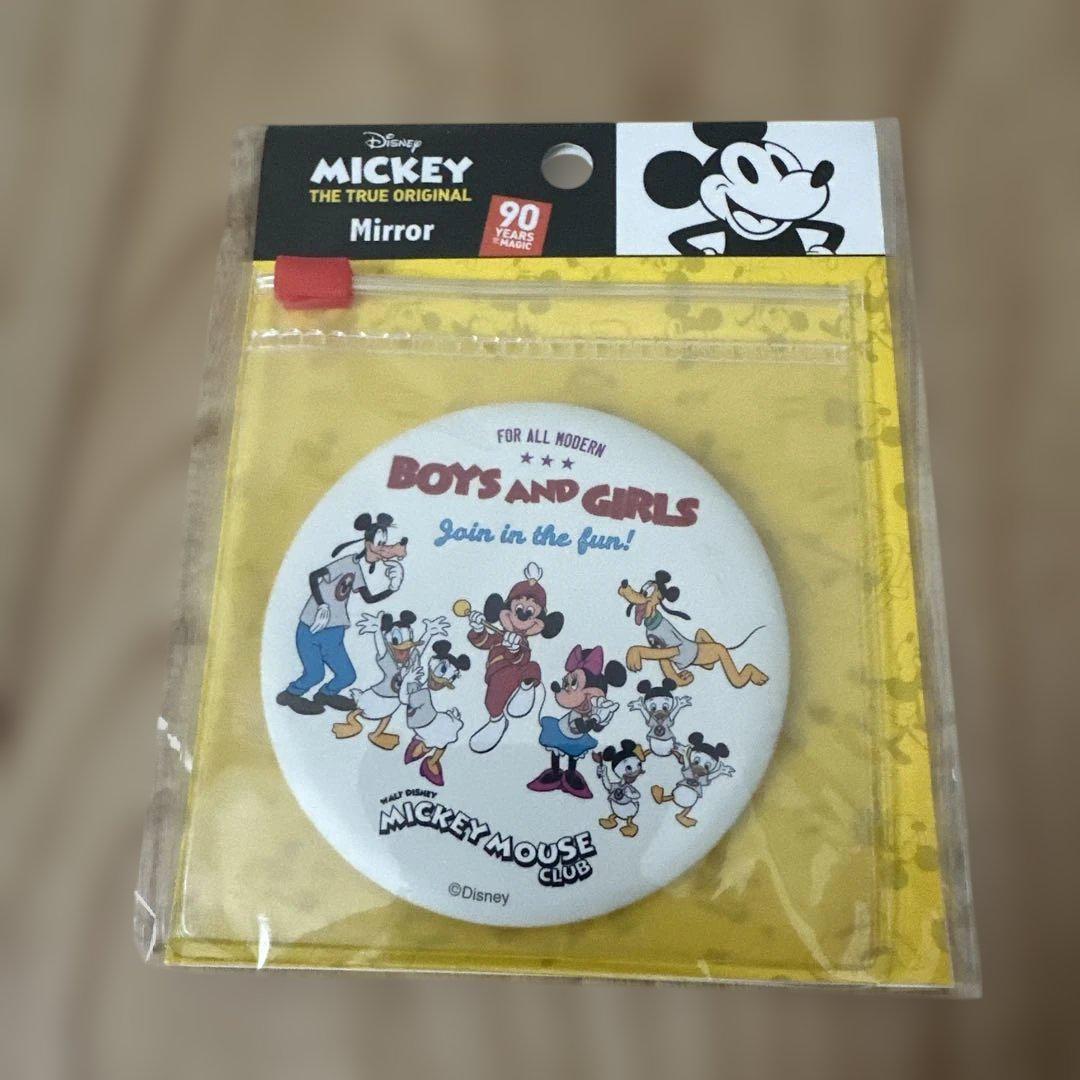 Disney
MICKEY
THE TRUE ORIGINAL
Mirror
90
YEARS
OF MAGIC
FOR ALL MODERN
BOYS AND GIRLS
Join in the fun!
WALT DISNEY
MICKEY MOUSE
CLUB
©Disney